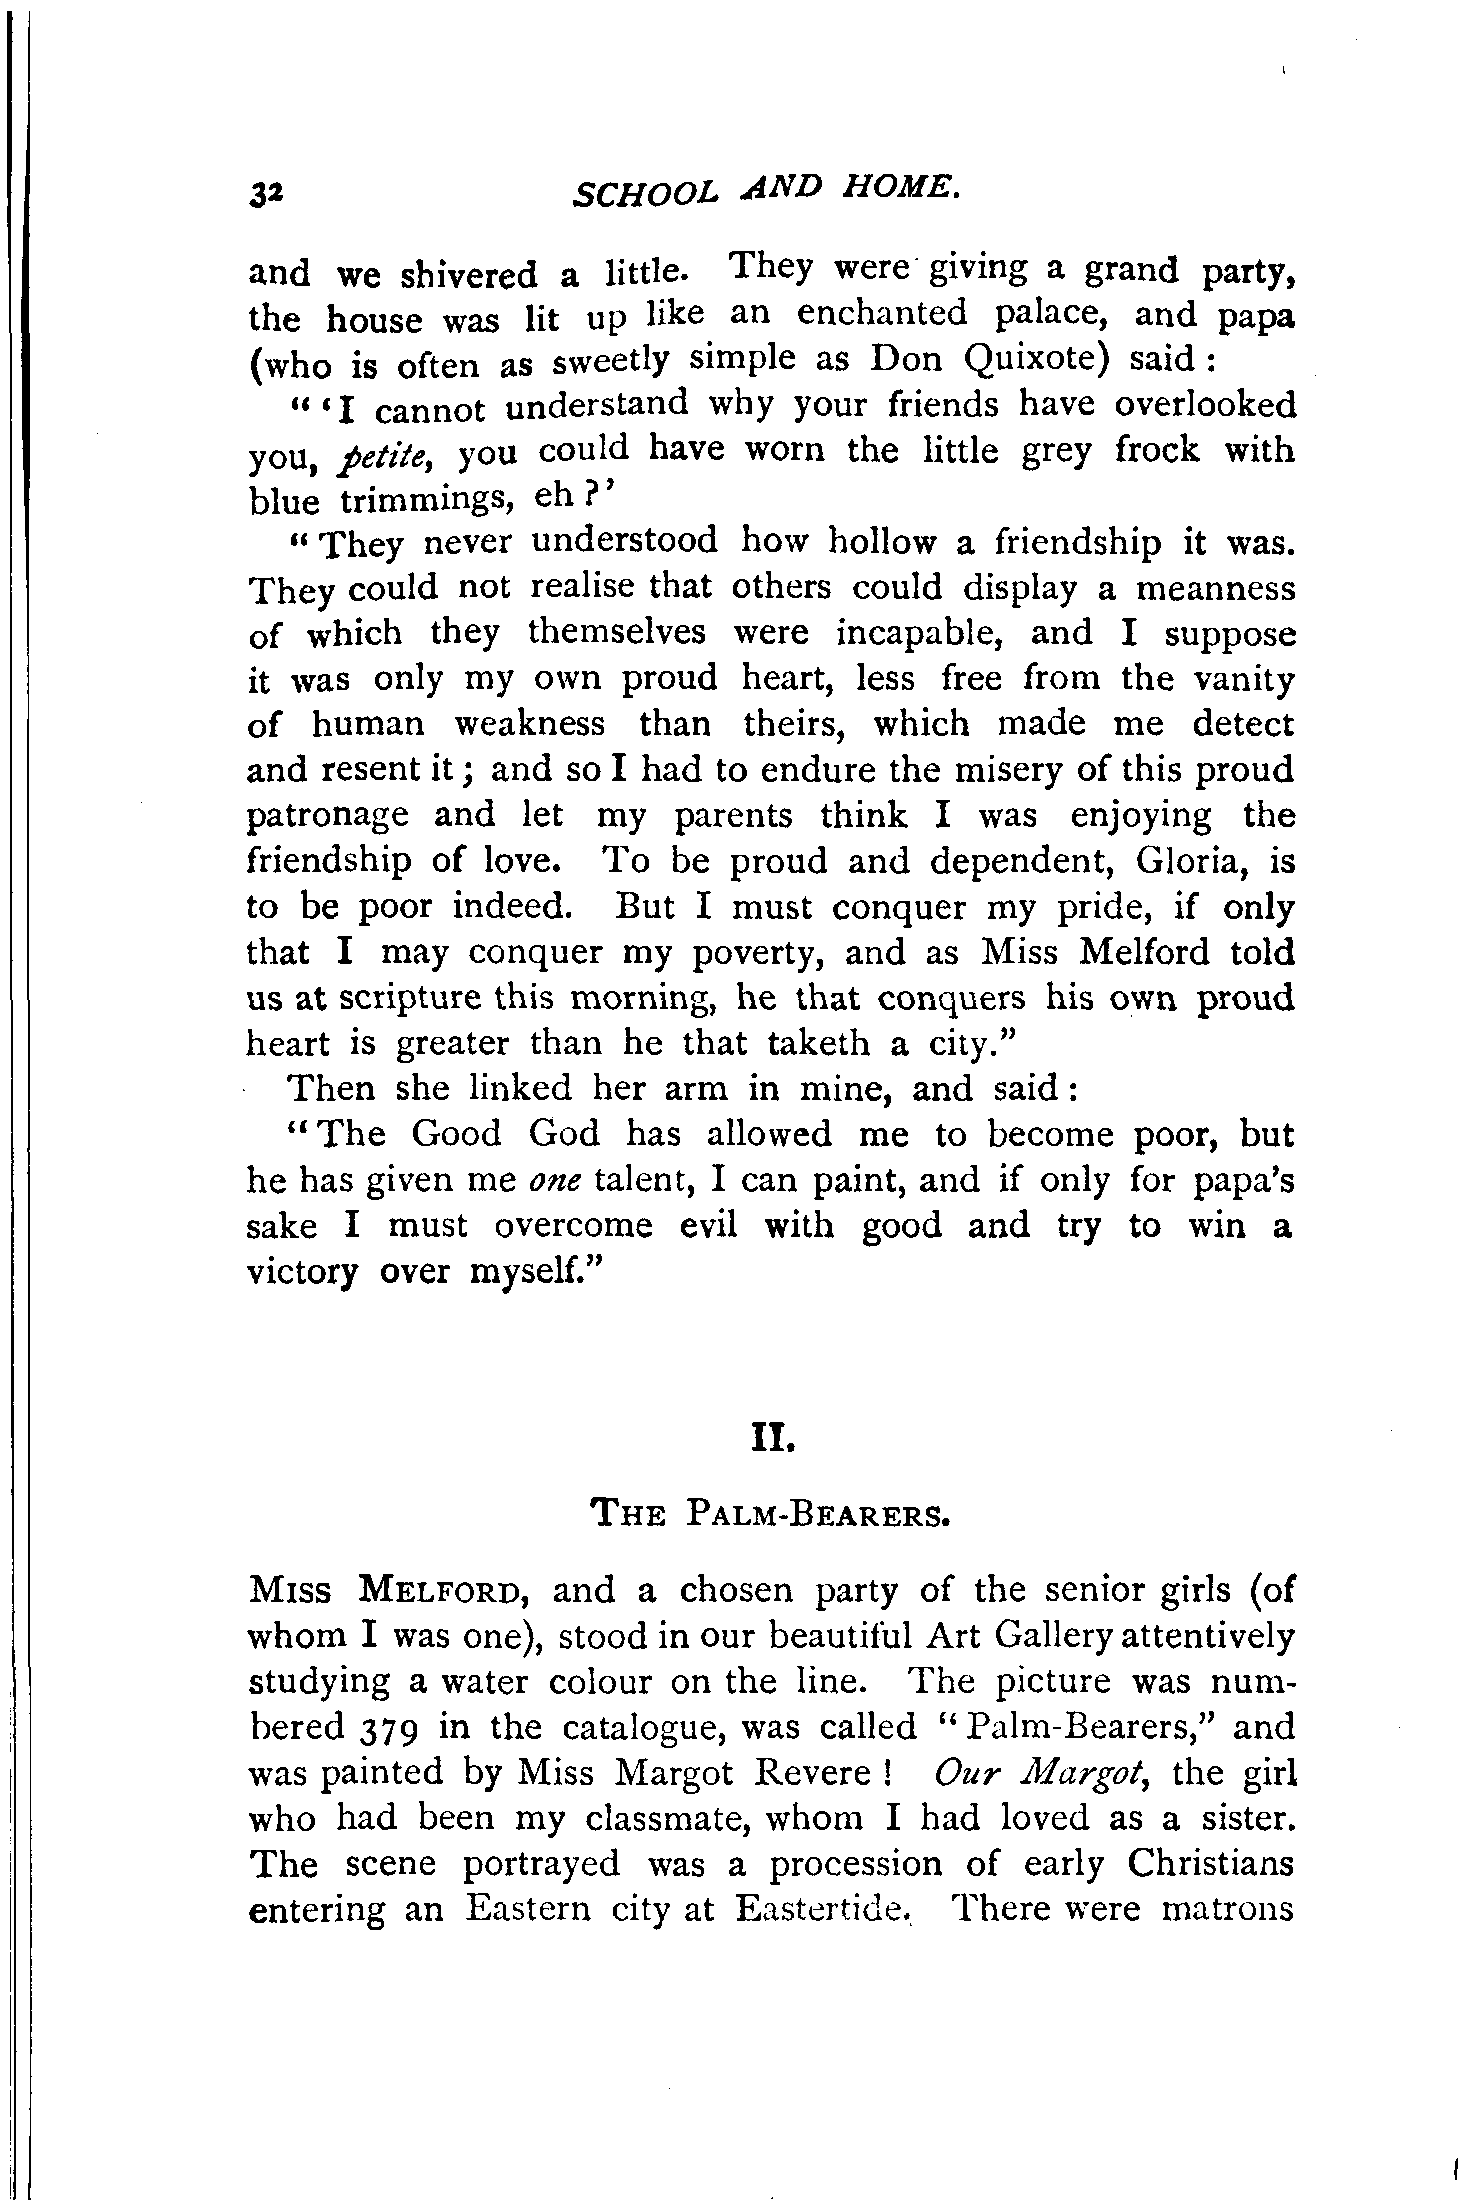 32 SCHOOL AND HOME.
and we shivered a little. They were giving a grand party,
the house was lit up like an enchanted palace, and papa
(who is often as sweetly simple as Don Quixote) said :
“ ‘ I cannot understand why your friends have overlooked
you, petite, you could have worn the little grey frock with
blue trimmings, eh ? ’
“ They never understood how hollow a friendship it was.
They could not realise that others could display a meanness
of which they themselves were incapable, and I suppose
it was only my own proud heart, less free from the vanity
of human weakness than theirs, which made me detect
and resent it ; and so I had to endure the misery of this proud
patronage and let my parents think I was enjoying the
friendship of love. To be proud and dependent, Gloria, is
to be poor indeed. But I must conquer my pride, if only
that I may conquer my poverty, and as Miss Melford told
us at scripture this morning, he that conquers his own proud
heart is greater than he that taketh a city.”
Then she linked her arm in mine, and said :
“ The Good God has allowed me to become poor, but
he has given me one talent, I can paint, and if only for papa’s
sake I must overcome evil with good and try to win a
victory over myself.”
II.
THE PALM-BEARERS.
MISS MELFORD, and a chosen party of the senior girls (of
whom I was one), stood in our beautiful Art Gallery attentively
studying a water colour on the line. The picture was num-
bered 379 in the catalogue, was called “ Palm-Bearers,” and
was painted by Miss Margot Revere ! Our Margot, the girl
who had been my classmate, whom I had loved as a sister.
The scene portrayed was a procession of early Christians
entering an Eastern city at Eastertide. There were matrons